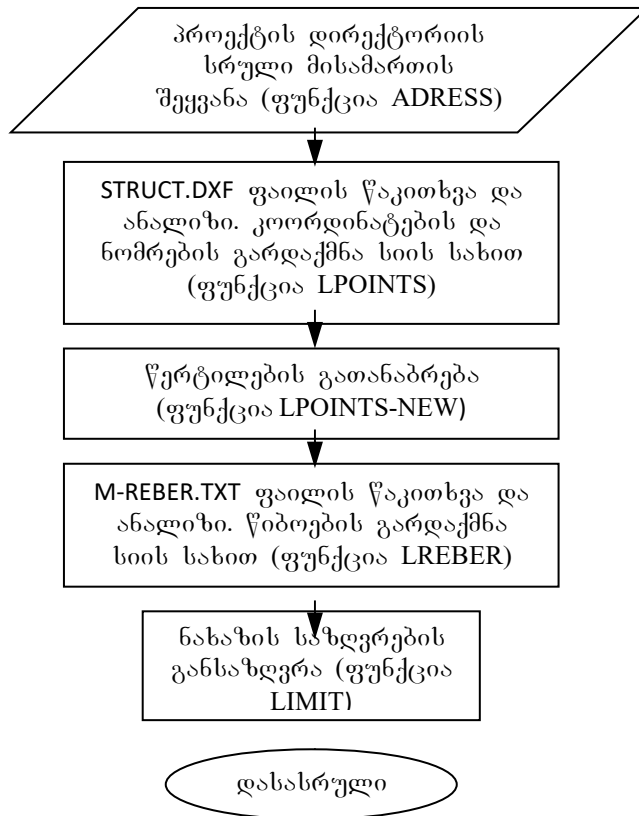 პროექტის დირექტორიის
სრული მისამართის
შეყვანა (ფუნქცია ADRESS)
STRUCT.DXF ფაილის წაკითხვა და
ანალიზი. კოორდინატების და
ნომრების გარდაქმნა სიის სახით
(ფუნქცია LPOINTS)
წერტილების გათანაბრება
(ფუნქცია LPOINTS-NEW)
M-REBER.TXT ფაილის წაკითხვა და
ანალიზი. წიბოების გარდაქმნა
სიის სახით (ფუნქცია LREBER)
ნახაზის საზღვრების
განსაზღვრა (ფუნქცია
LIMIT)
დასასრული